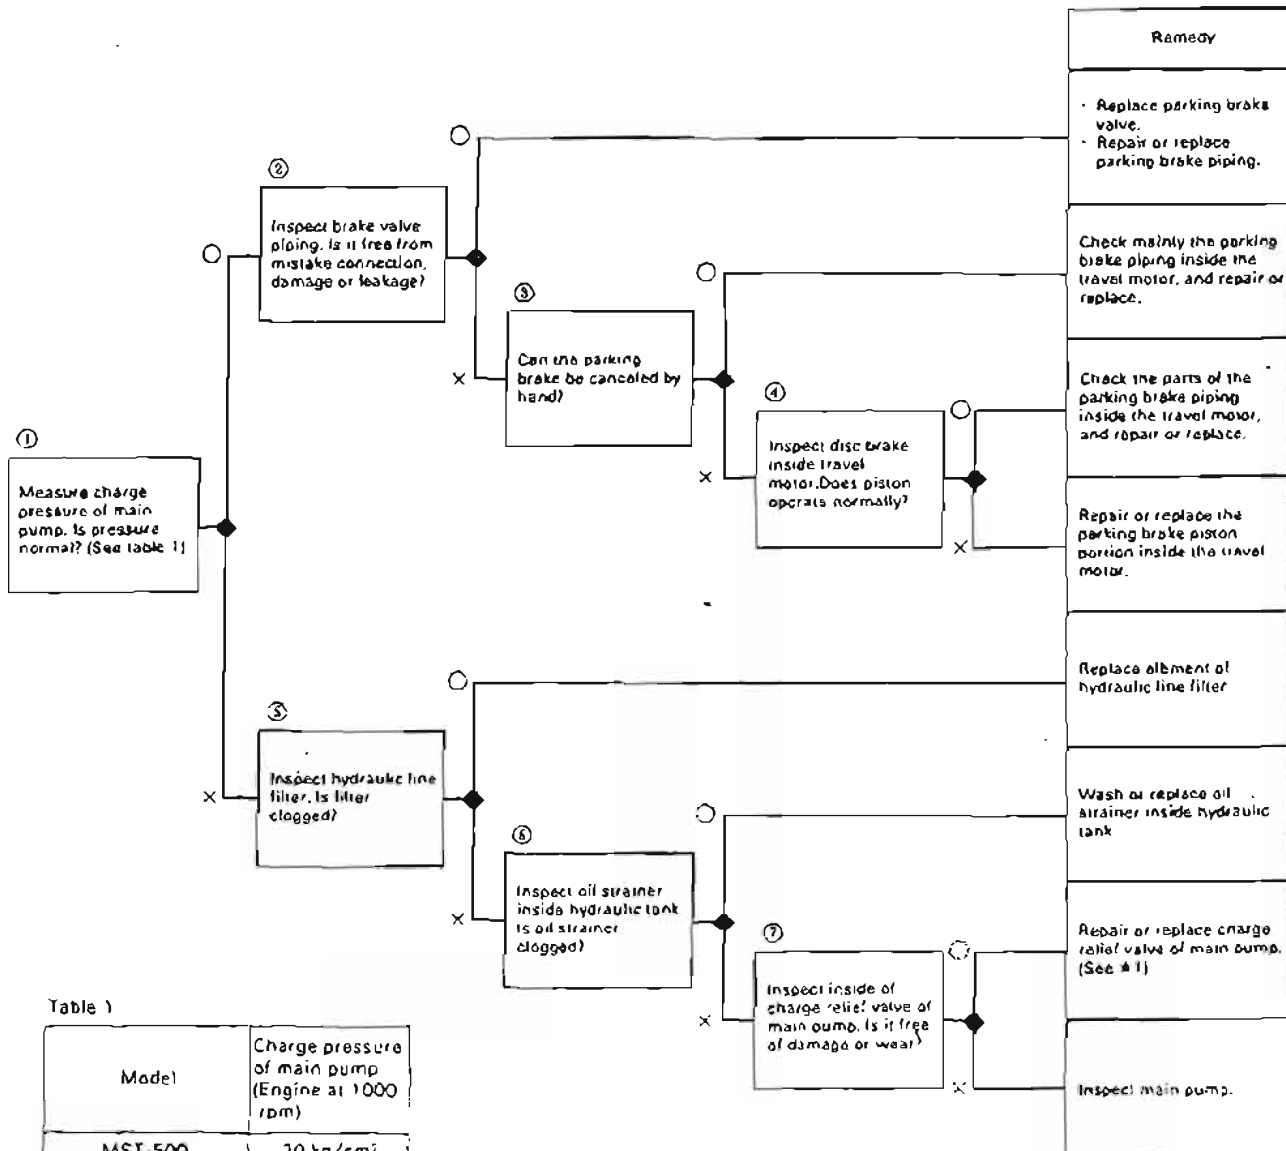 Remedy
· Replace parking brake
valve.
· Repair or replace
parking brake piping.
②
Inspect brake valve
piping. Is it free from
mistake connection,
damage or leakage?
○
○
×
③
Can the parking
brake be canceled by
hand?
○
×
Check mainly the parking
brake piping inside the
travel motor, and repair or
replace.
④
Inspect disc brake
inside travel
motor. Does piston
operate normally?
○
×
Check the parts of the
parking brake piping
inside the travel motor,
and repair or replace.
Repair or replace the
parking brake piston
portion inside the travel
motor.
①
Measure charge
pressure of main
pump. Is pressure
normal? (See table 1)
×
⑤
Inspect hydraulic line
filter. Is filter
clogged?
○
×
Replace element of
hydraulic line filter
⑥
Inspect oil strainer
inside hydraulic tank
Is oil strainer
clogged?
○
×
Wash or replace oil
strainer inside hydraulic
tank
⑦
Inspect inside of
charge relief valve of
main pump. Is it free
of damage or wear?
○
×
Repair or replace charge
relief valve of main pump.
(See *1)
Inspect main pump.
Table 1
Model
Charge pressure
of main pump
(Engine at 1000
rpm)
MST-500